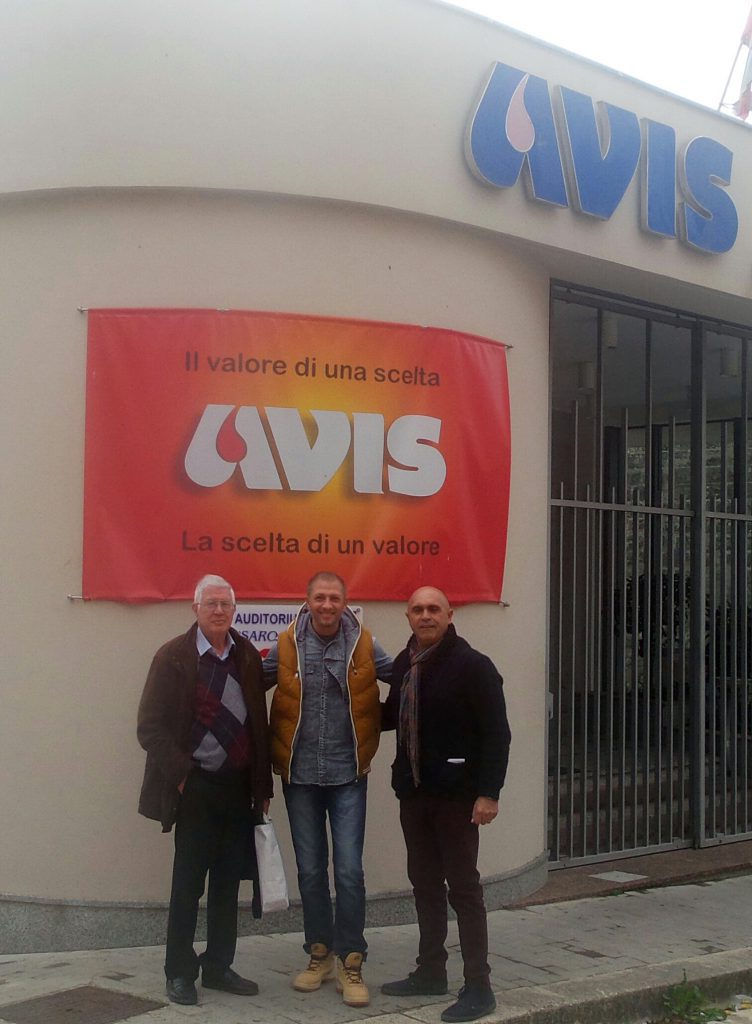 AVIS
Il valore di una scelta
AVIS
La scelta di un valore